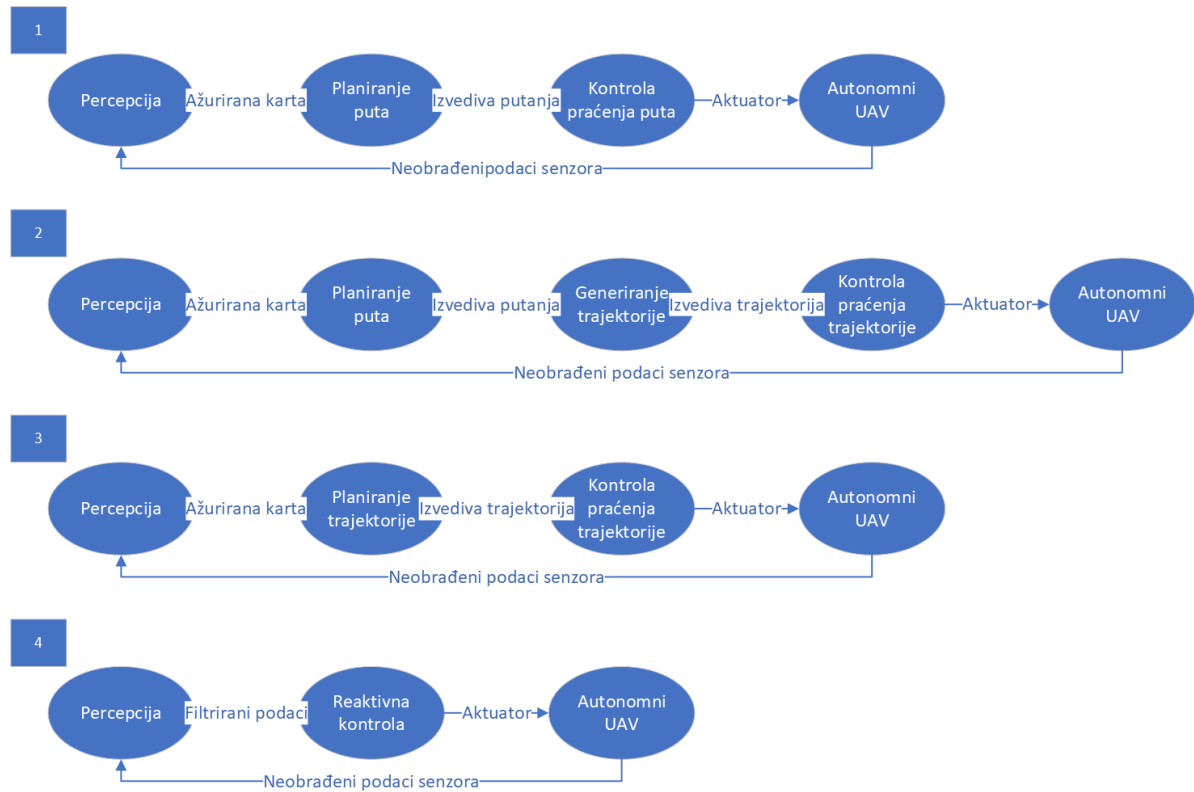 1
Percepcija
Ažurirana karta
Planiranje
puta
Izvediva putanja
Kontrola
praćenja puta
Aktuator
Autonomni
UAV
Neobrađenipodaci senzora
2
Percepcija
Ažurirana karta
Planiranje
puta
Izvediva putanja
Generiranje
trajektorije
Izvediva trajektorija
Kontrola
praćenja
trajektorije
Aktuator
Autonomni
UAV
Neobrađeni podaci senzora
3
Percepcija
Ažurirana karta
Planiranje
trajektorije
Izvediva trajektorija
Kontrola
praćenja
trajektorije
Aktuator
Autonomni
UAV
Neobrađeni podaci senzora
4
Percepcija
Filtrirani podaci
Reaktivna
kontrola
Aktuator
Autonomni
UAV
Neobrađeni podaci senzora